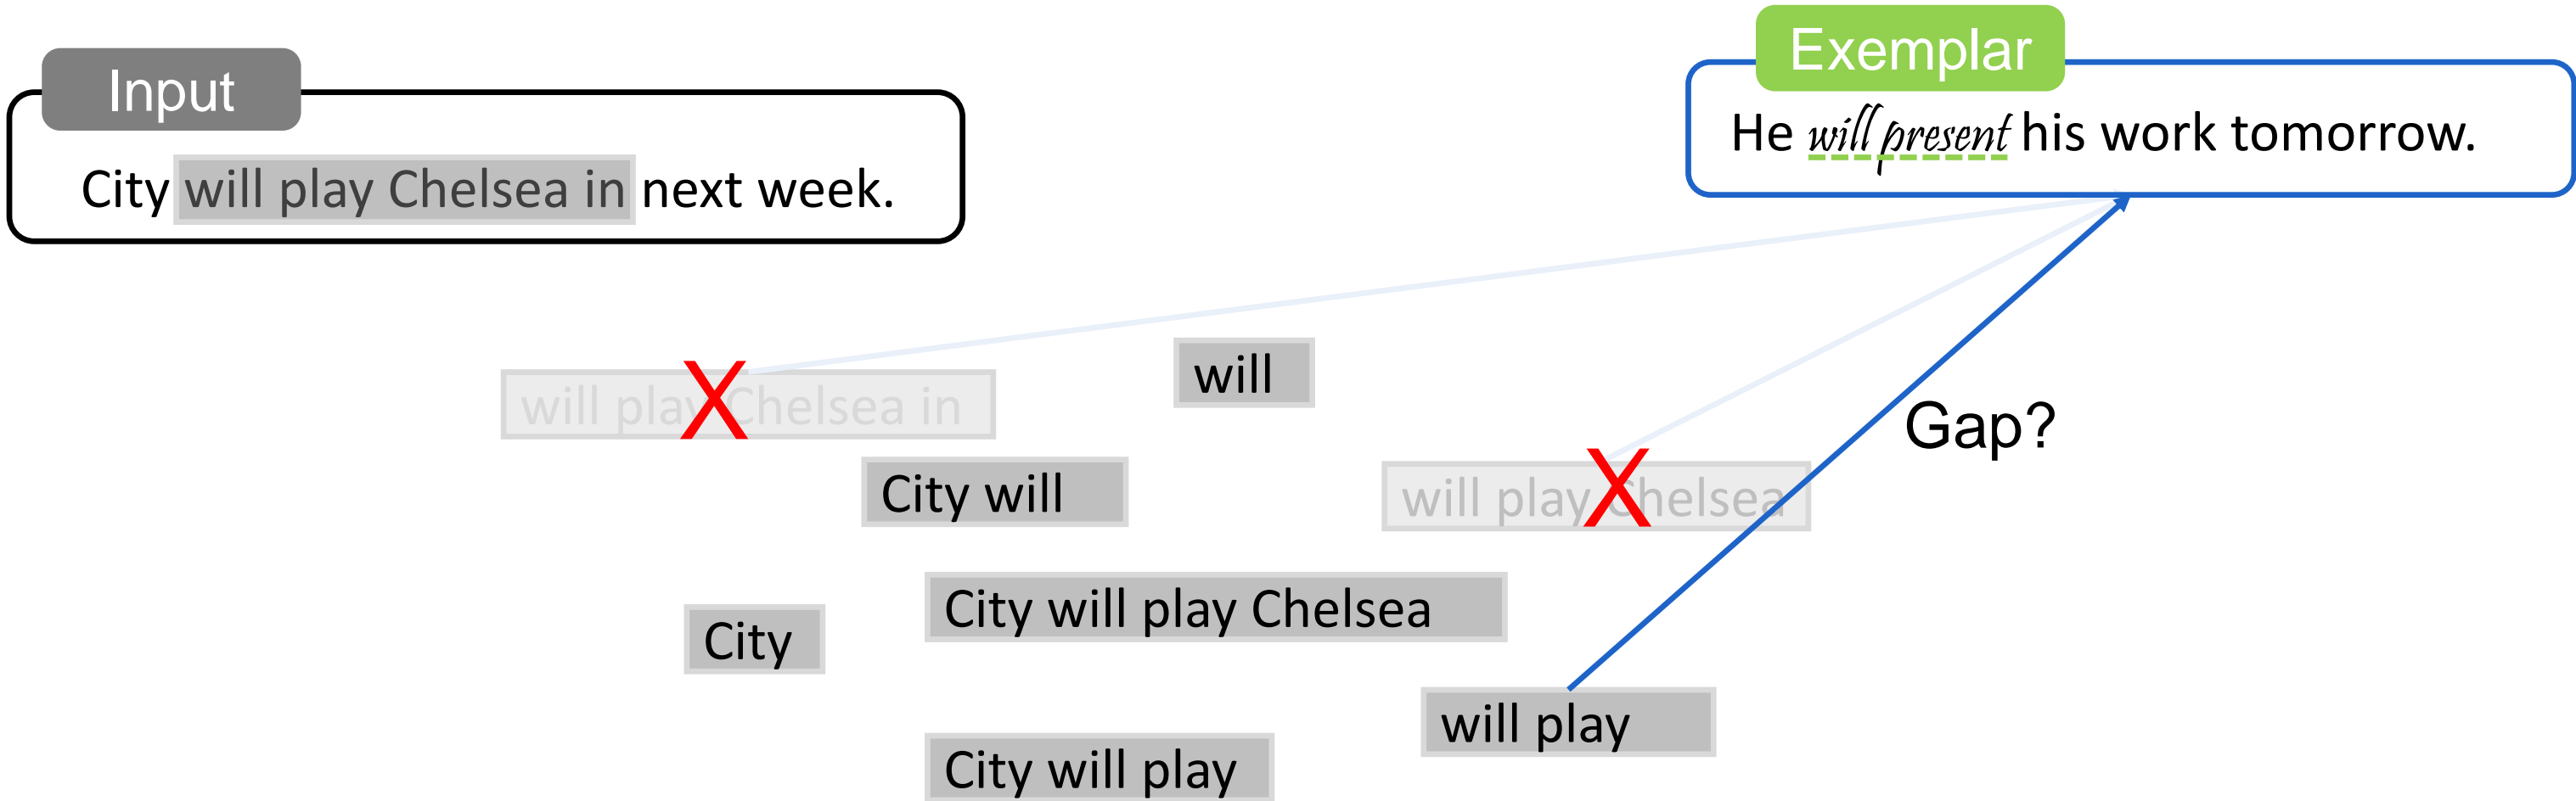 Input
City will play Chelsea in next week.
Exemplar
He will present his work tomorrow.
will
will play Chelsea in
X
Gap?
City will
will play Chelsea
X
City will play Chelsea
City
will play
City will play